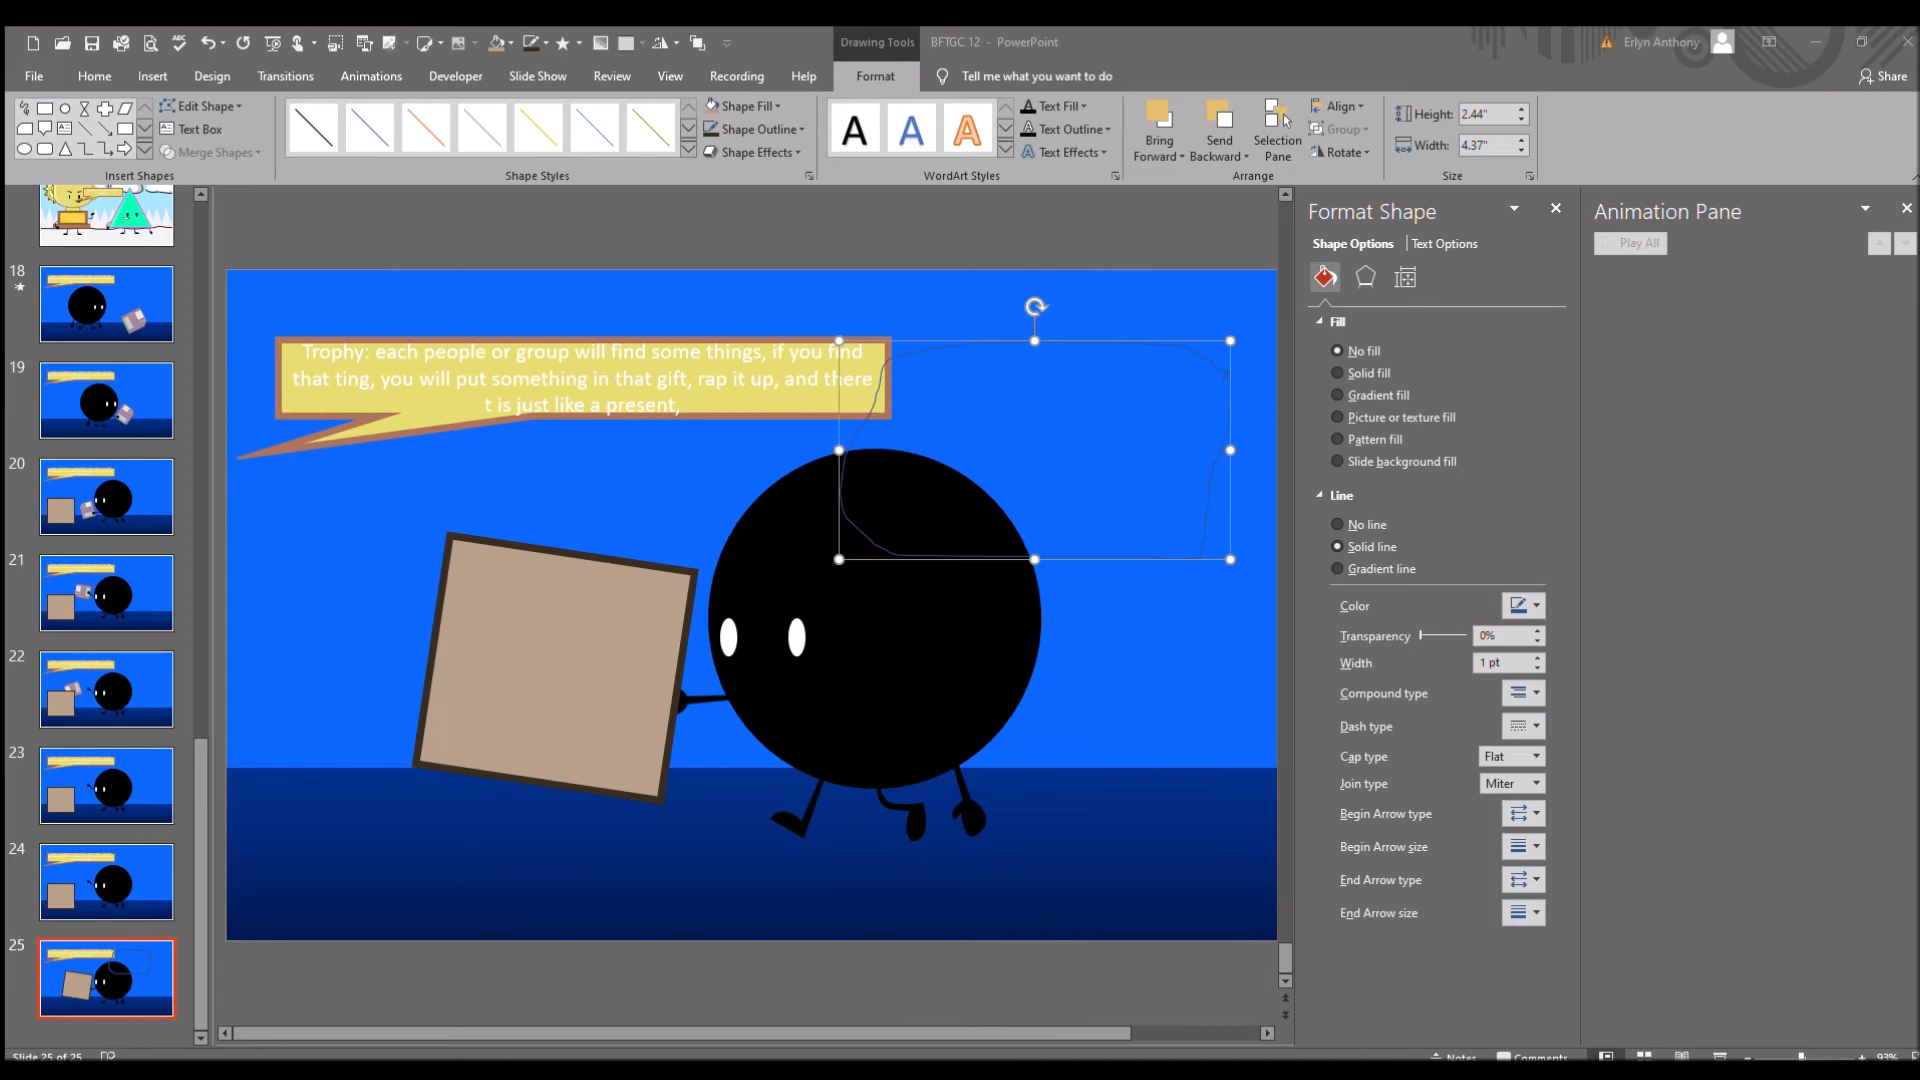 Drawing Tools
BFTGC 12 - PowerPoint
Erlyn Anthony
File
Home
Insert
Design
Transitions
Animations
Developer
Slide Show
Review
View
Recording
Help
Format
Tell me what you want to do
Share
Edit Shape
Text Box
Merge Shapes
Insert Shapes
Shape Fill
Shape Outline
Shape Effects
Shape Styles
A
A
A
Text Fill
Text Outline
Text Effects
WordArt Styles
Bring
Forward
Send
Backward
Selection
Pane
Align
Group
Rotate
Arrange
Height: 2.44"
Width: 4.37"
Size
18
19
20
21
22
23
24
25
Trophy: each people or group will find some things, if you find
that ting, you will put something in that gift, rap it up, and there
t is just like a present,
Format Shape
Shape Options
Text Options
Fill
No fill
Solid fill
Gradient fill
Picture or texture fill
Pattern fill
Slide background fill
Line
No line
Solid line
Gradient line
Color
Transparency 0%
Width 1 pt
Compound type
Dash type
Cap type Flat
Join type Miter
Begin Arrow type
Begin Arrow size
End Arrow type
End Arrow size
Animation Pane
Play All
Slide 25 of 25
Notes
Comments
93%